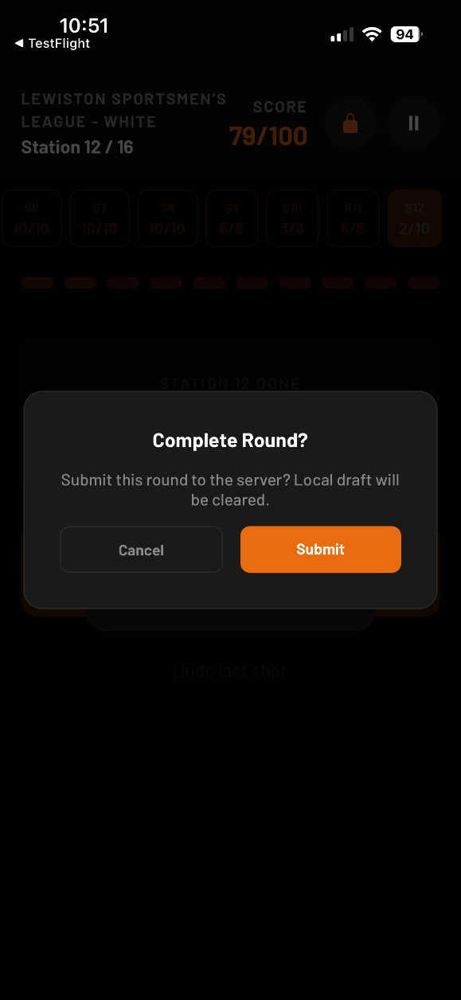 10:51
94
◀ TestFlight
LEWISTON SPORTSMEN'S
LEAGUE - WHITE
Station 12 / 16
SCORE
79/100
S6 S7 S8 S9 S10 S11 S12
10/10 10/10 10/10 6/8 3/8 6/6 2/10
STATION 12 DONE
Complete Round?
Submit this round to the server? Local draft will
be cleared.
Cancel Submit
Undo last shot